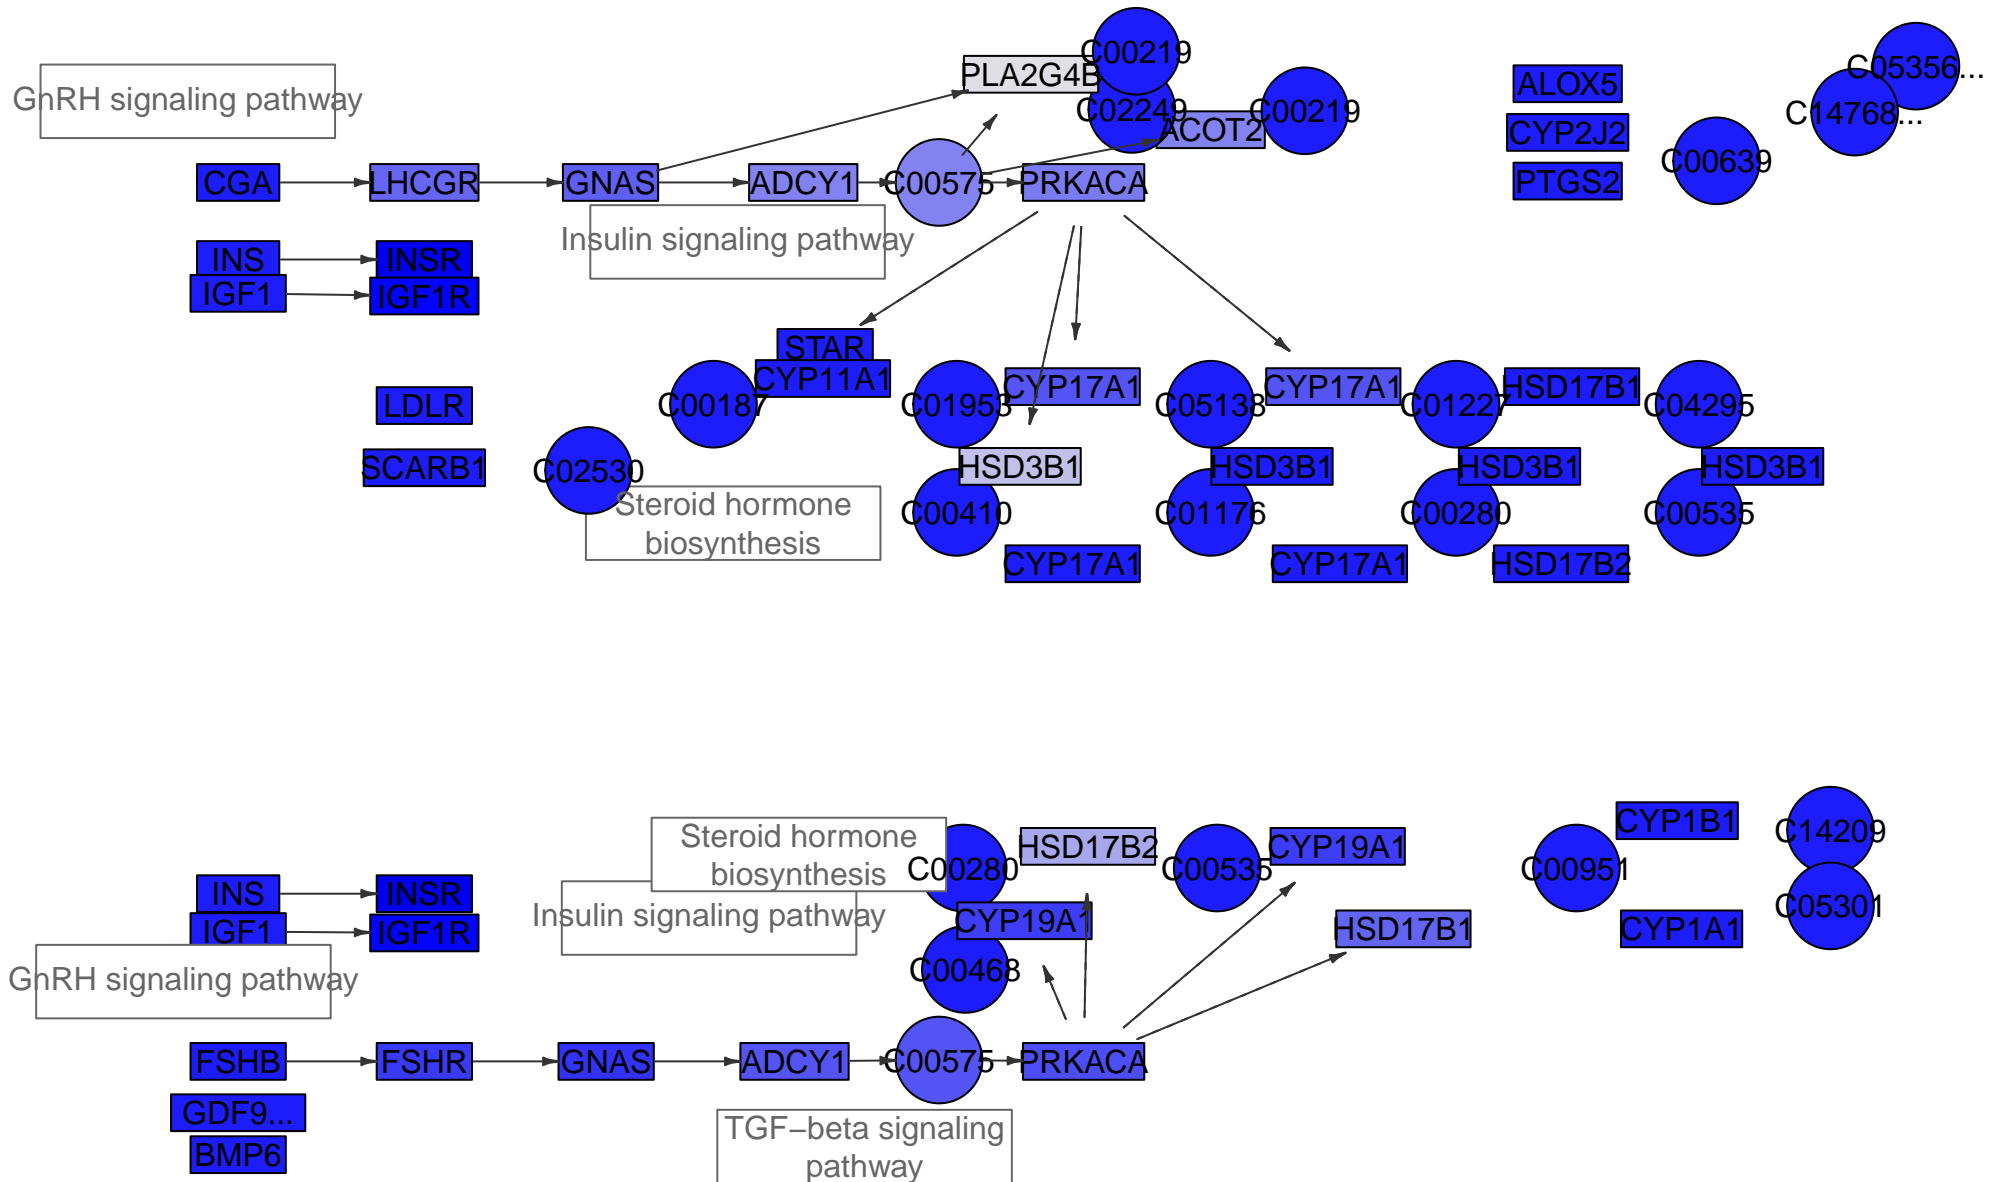 C00219
C05356...
PLA2G4B
ALOX5
GnRH signaling pathway
C02249
C00219
C14768...
ACOT2
CYP2J2
C00639
CGA
LHCGR
GNAS
ADCY1
C00575
PRKACA
PTGS2
Insulin signaling pathway
INS
INSR
IGF1
IGF1R
STAR
CYP11A1
CYP17A1
CYP17A1
HSD17B1
LDLR
C00187
C01953
C05138
C01227
C04295
SCARB1
C02530
HSD3B1
HSD3B1
HSD3B1
HSD3B1
Steroid hormone
biosynthesis
C00410
C01176
C00280
C00535
CYP17A1
CYP17A1
HSD17B2
Steroid hormone
biosynthesis
CYP1B1
C14209
HSD17B2
CYP19A1
C00280
C00535
C00951
INS
INSR
C05301
Insulin signaling pathway
CYP19A1
HSD17B1
CYP1A1
IGF1
IGF1R
GnRH signaling pathway
C00468
FSHB
FSHR
GNAS
ADCY1
C00575
PRKACA
GDF9...
TGF−beta signaling
pathway
BMP6